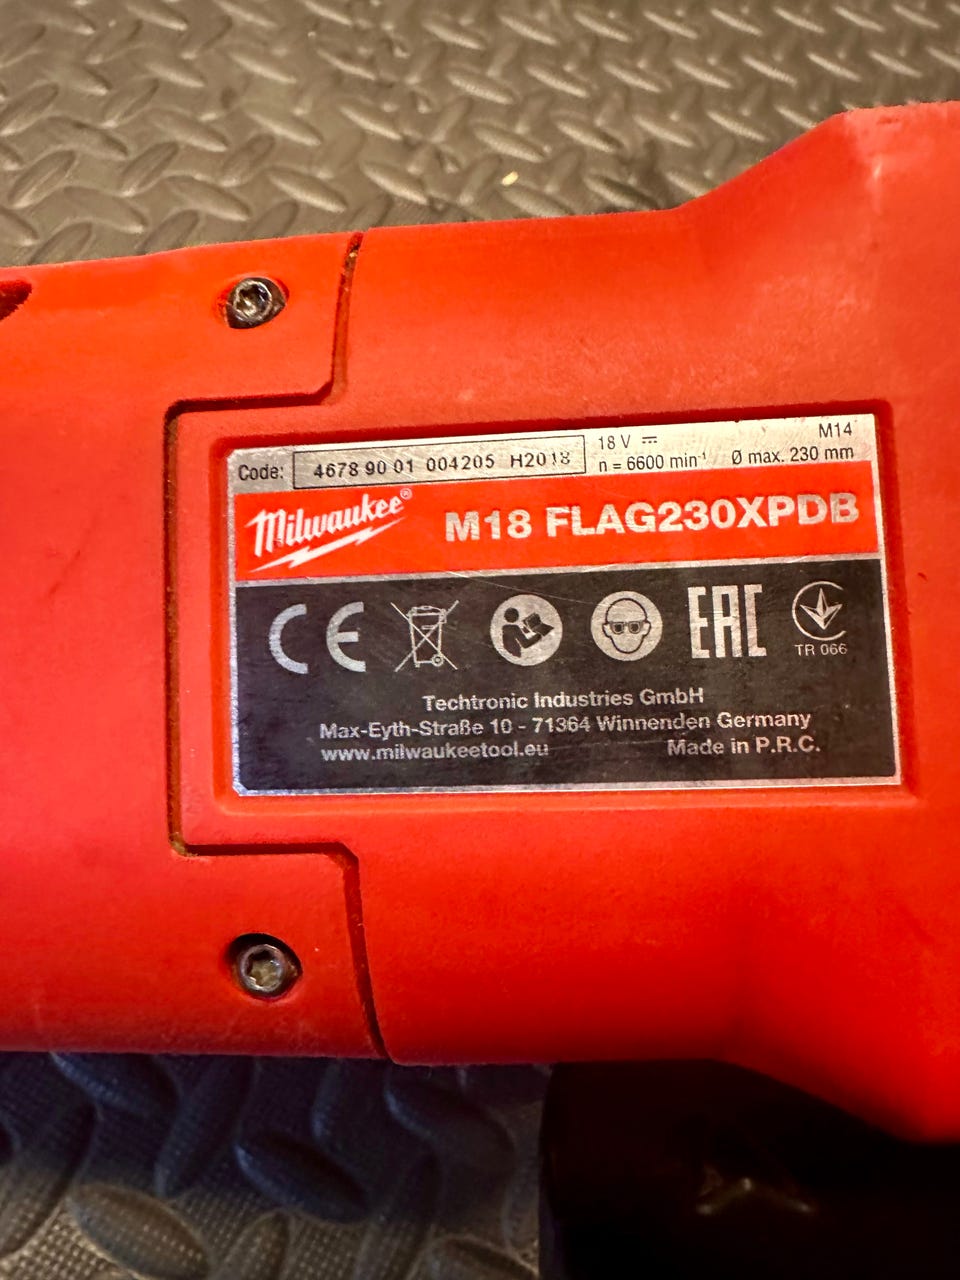 Code: 4678 90 01 004205 H2018
18 V ⎓ M14
n = 6600 min⁻¹ Ø max. 230 mm
Milwaukee® M18 FLAG230XPDB
CE EAC
TR 066
Techtronic Industries GmbH
Max-Eyth-Straße 10 - 71364 Winnenden Germany
www.milwaukeetool.eu Made in P.R.C.